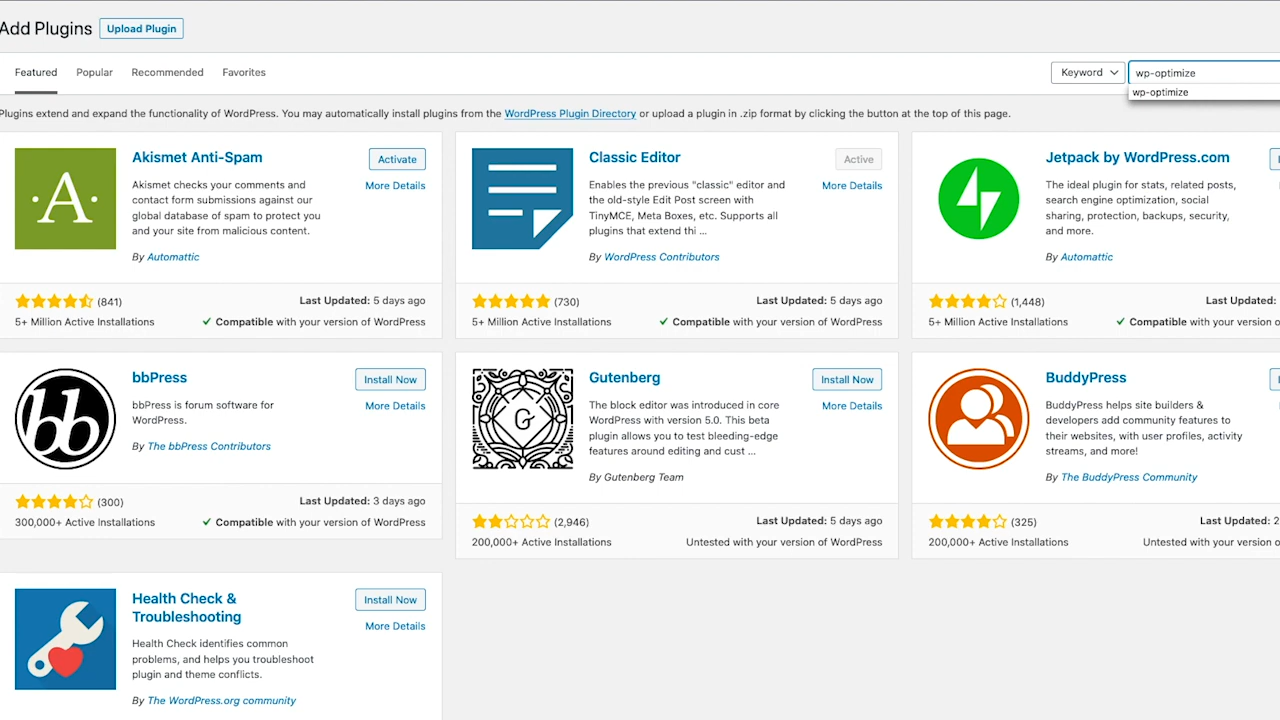 Add Plugins Upload Plugin
Featured Popular Recommended Favorites Keyword wp-optimize
wp-optimize
Plugins extend and expand the functionality of WordPress. You may automatically install plugins from the WordPress Plugin Directory or upload a plugin in .zip format by clicking the button at the top of this page.
A
Akismet Anti-Spam
Activate
More Details
Akismet checks your comments and
contact form submissions against our
global database of spam to protect you
and your site from malicious content.
By Automattic
(841)
Last Updated: 5 days ago
5+ Million Active Installations
Compatible with your version of WordPress
Classic Editor
Active
More Details
Enables the previous "classic" editor and
the old-style Edit Post screen with
TinyMCE, Meta Boxes, etc. Supports all
plugins that extend thi ...
By WordPress Contributors
(730)
Last Updated: 5 days ago
5+ Million Active Installations
Compatible with your version of WordPress
Jetpack by WordPress.com
The ideal plugin for stats, related posts,
search engine optimization, social
sharing, protection, backups, security,
and more.
By Automattic
(1,448)
Last Updated:
5+ Million Active Installations
Compatible with your version
bb
bbPress
Install Now
More Details
bbPress is forum software for
WordPress.
By The bbPress Contributors
(300)
Last Updated: 3 days ago
300,000+ Active Installations
Compatible with your version of WordPress
G
Gutenberg
Install Now
More Details
The block editor was introduced in core
WordPress with version 5.0. This beta
plugin allows you to test bleeding-edge
features around editing and cust ...
By Gutenberg Team
(2,946)
Last Updated: 5 days ago
200,000+ Active Installations
Untested with your version of WordPress
BuddyPress
BuddyPress helps site builders &
developers add community features to
their websites, with user profiles, activity
streams, and more!
By The BuddyPress Community
(325)
Last Updated: 2
200,000+ Active Installations
Untested with your version
Health Check &
Troubleshooting
Install Now
More Details
Health Check identifies common
problems, and helps you troubleshoot
plugin and theme conflicts.
By The WordPress.org community